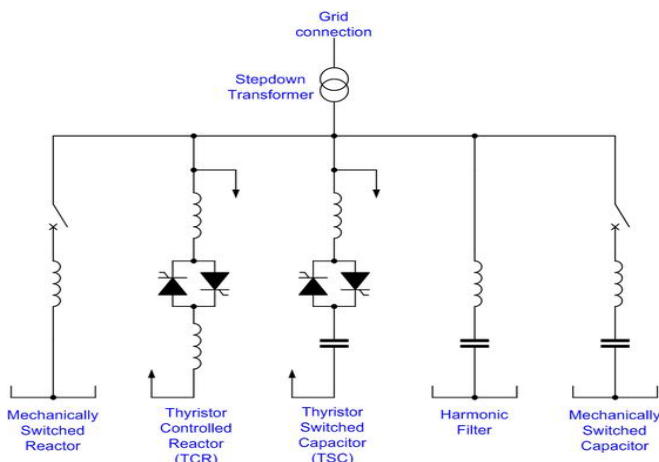 Grid
connection
Stepdown
Transformer
Mechanically
Switched
Reactor
Thyristor
Controlled
Reactor
(TCR)
Thyristor
Switched
Capacitor
(TSC)
Harmonic
Filter
Mechanically
Switched
Capacitor